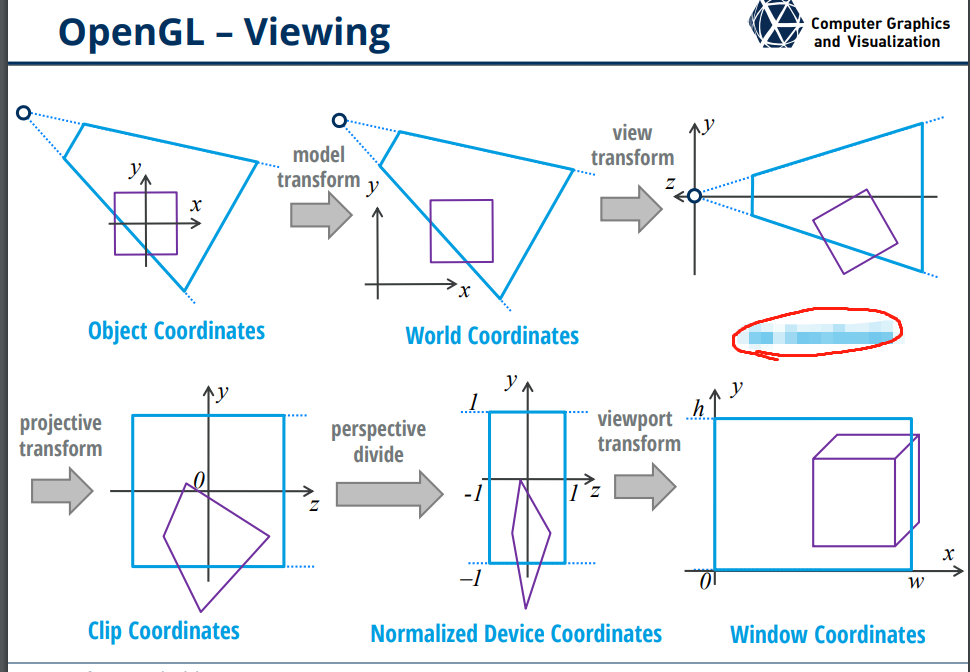 OpenGL – Viewing
Computer Graphics
and Visualization
y
x
Object Coordinates
model
transform
y
x
World Coordinates
view
transform
y
z
projective
transform
y
0
z
Clip Coordinates
perspective
divide
y
1
-1
1
z
–1
Normalized Device Coordinates
viewport
transform
h
y
x
0
w
Window Coordinates